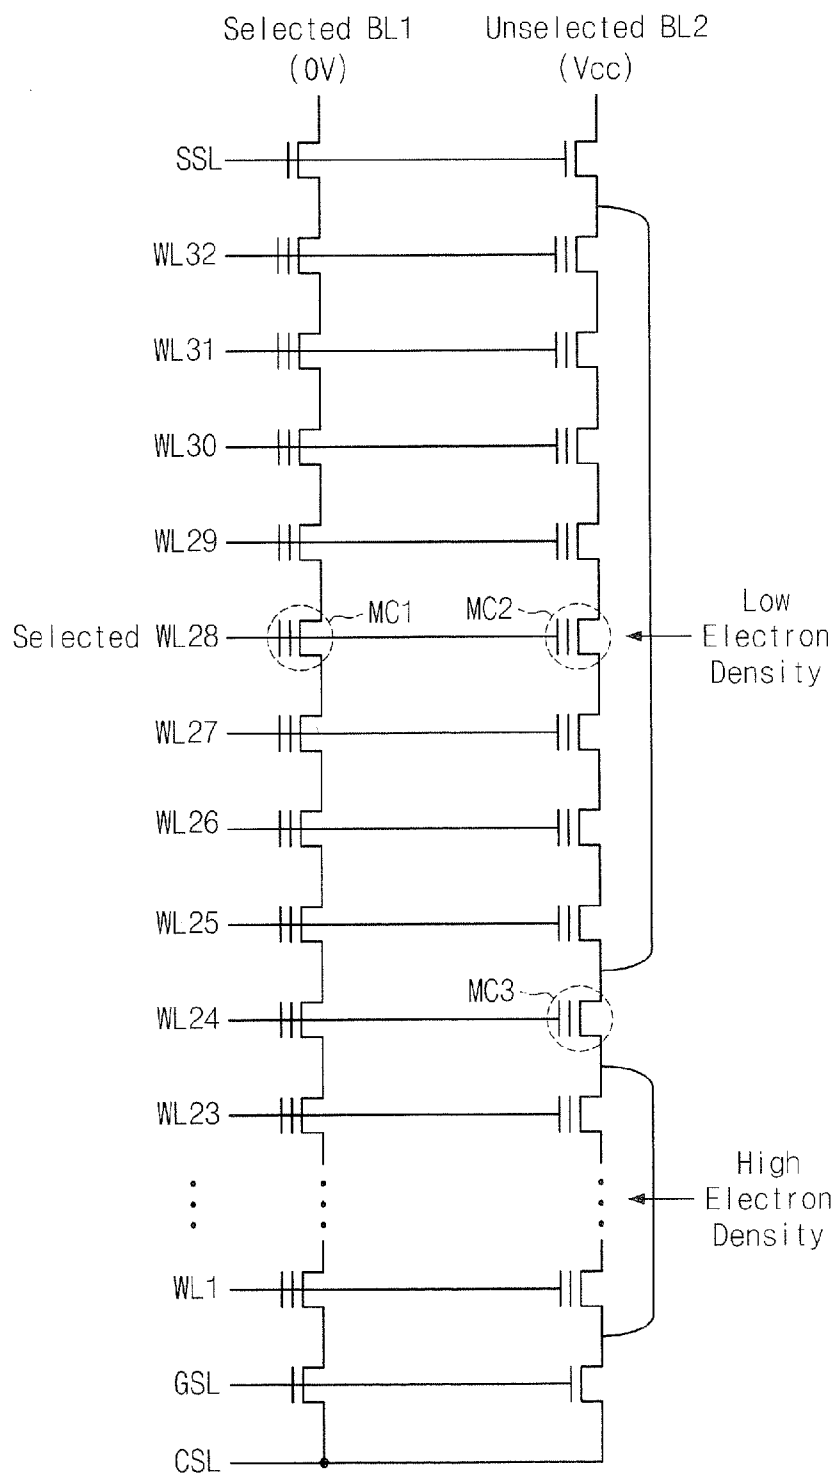 Selected BL1
(0V)
Unselected BL2
(Vcc)
SSL
WL32
WL31
WL30
WL29
MC1
MC2
Selected WL28
Low
Electron
Density
WL27
WL26
WL25
MC3
WL24
WL23
High
Electron
Density
WL1
GSL
CSL